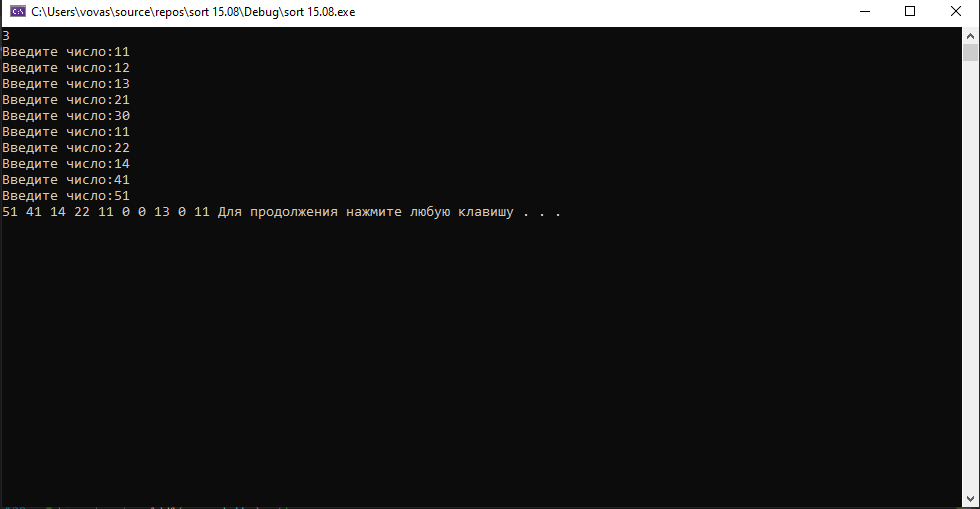 C:\Users\vovas\source\repos\sort 15.08\Debug\sort 15.08.exe
3
Введите число:11
Введите число:12
Введите число:13
Введите число:21
Введите число:30
Введите число:11
Введите число:22
Введите число:14
Введите число:41
Введите число:51
51 41 14 22 11 0 0 13 0 11 Для продолжения нажмите любую клавишу . . .